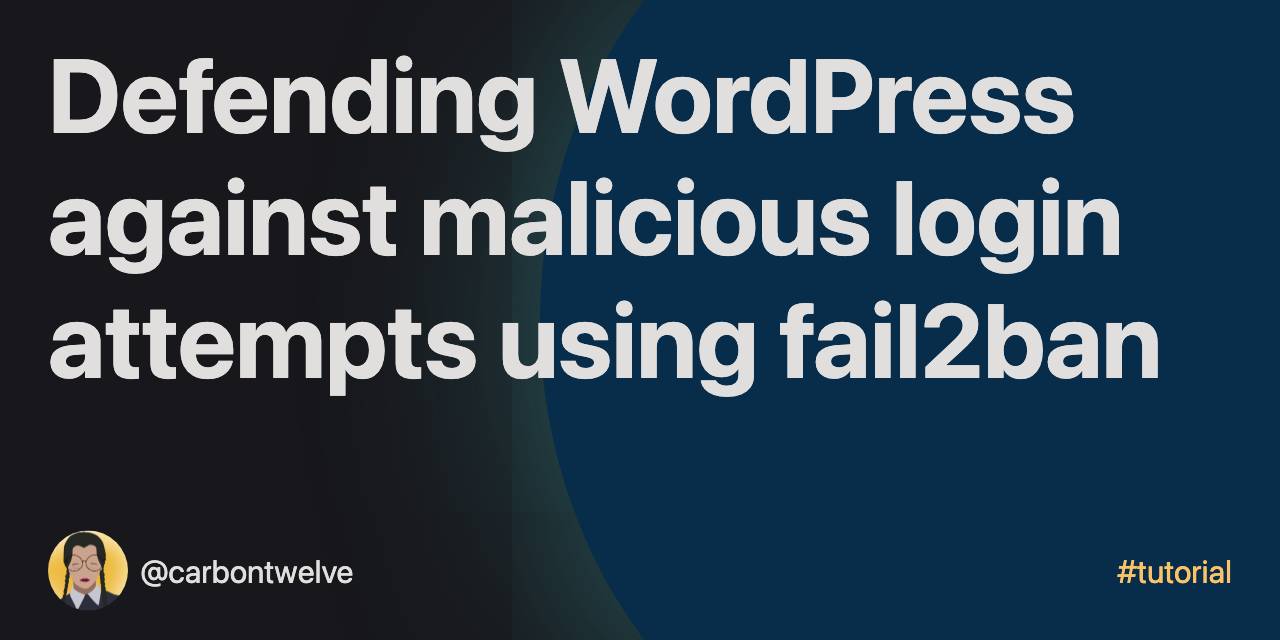 Defending WordPress
against malicious login
attempts using fail2ban
@carbontwelve
#tutorial